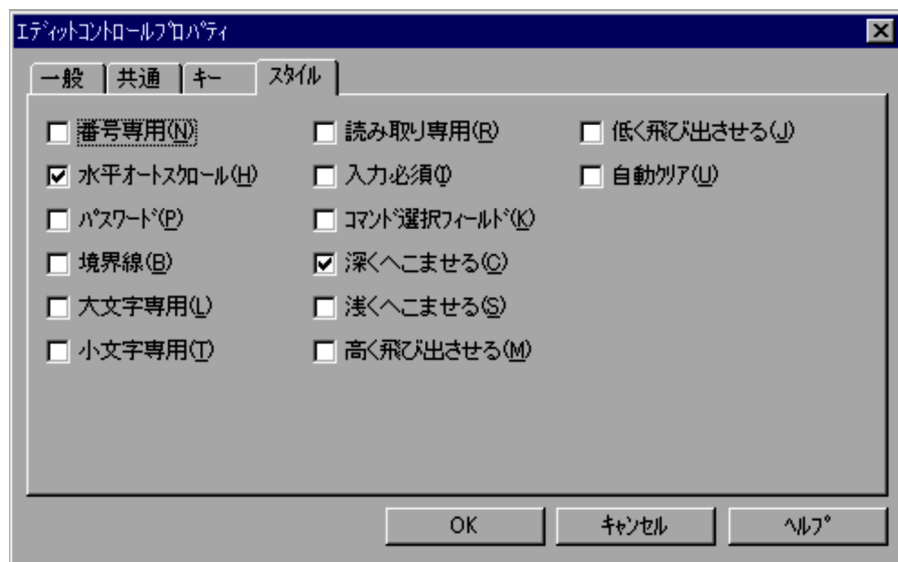 ｴﾃﾞｨｯﾄｺﾝﾄﾛｰﾙﾌﾟﾛﾊﾟﾃｨ
一般 共通 ｷｰ ｽﾀｲﾙ
番号専用(N) 読み取り専用(R) 低く飛び出させる(J)
水平ｵｰﾄｽｸﾛｰﾙ(H) 入力必須(I) 自動ｸﾘｱ(U)
ﾊﾟｽﾜｰﾄﾞ(P) ｺﾏﾝﾄﾞ選択ﾌｨｰﾙﾄﾞ(K)
境界線(B) 深くへこませる(C)
大文字専用(L) 浅くへこませる(S)
小文字専用(T) 高く飛び出させる(M)
OK ｷｬﾝｾﾙ ﾍﾙﾌﾟ